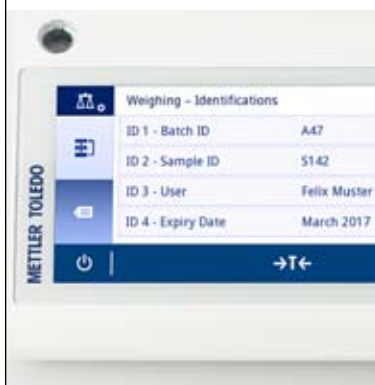 Weighing – Identifications
ID 1 - Batch ID A47
ID 2 - Sample ID S142
ID 3 - User Felix Muster
ID 4 - Expiry Date March 2017
→T←
METTLER TOLEDO